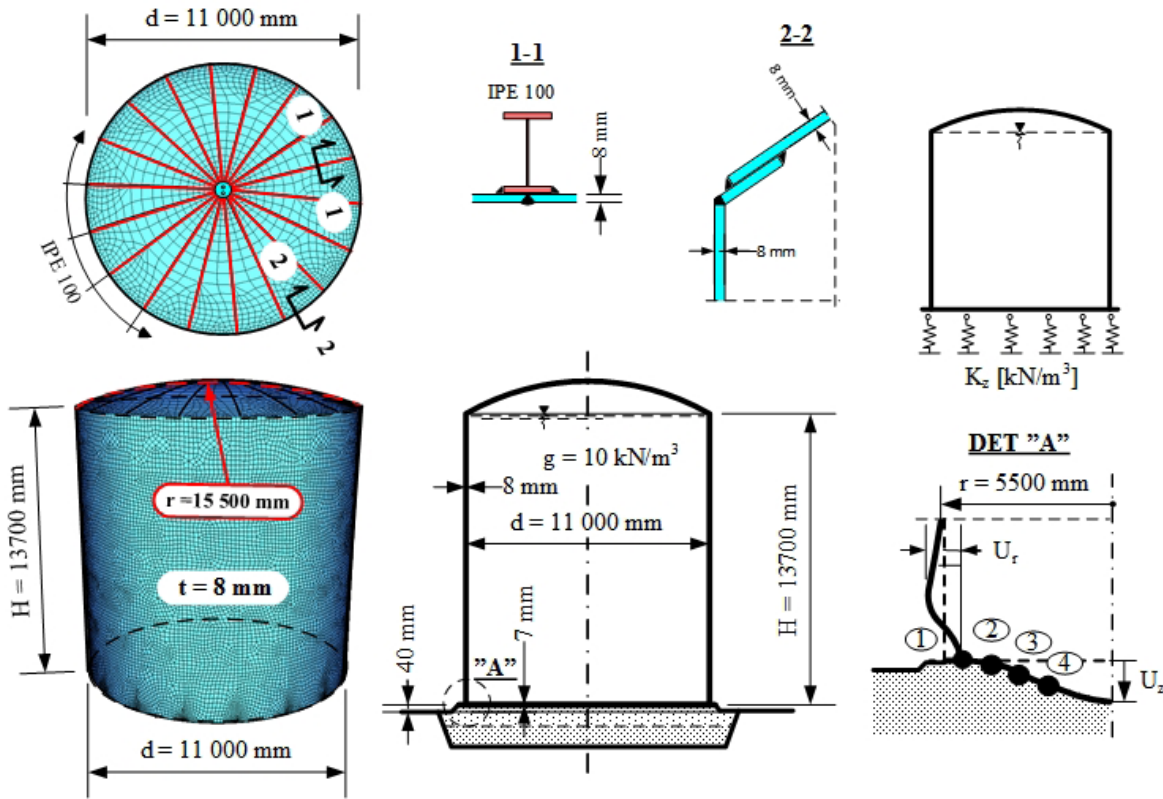 d = 11 000 mm
1
1
2
2
IPE 100
1-1
IPE 100
8 mm
2-2
8 mm
8 mm
Kz [kN/m³]
H = 13700 mm
r =15 500 mm
t = 8 mm
d = 11 000 mm
g = 10 kN/m³
8 mm
d = 11 000 mm
H = 13700 mm
7 mm
40 mm
"A"
DET "A"
r = 5500 mm
Ur
1
2
3
4
Uz